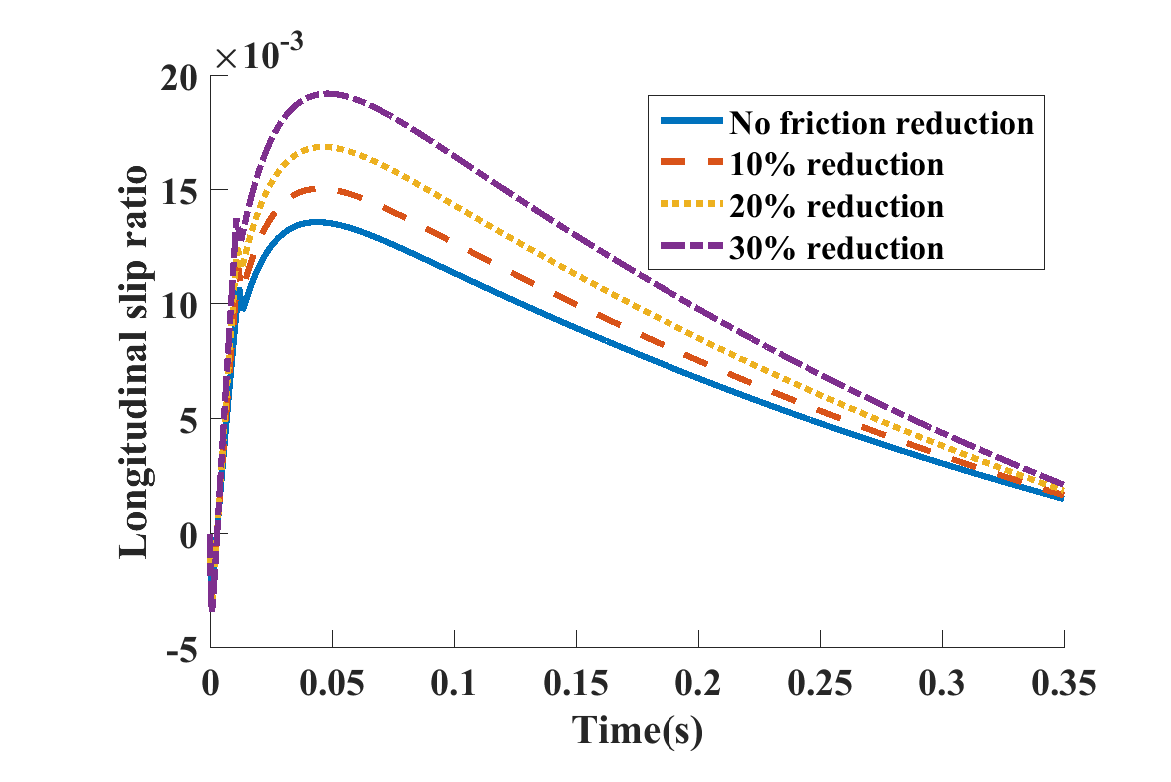 ×10-3
20
15
10
5
0
-5
Longitudinal slip ratio
No friction reduction
10% reduction
20% reduction
30% reduction
0 0.05 0.1 0.15 0.2 0.25 0.3 0.35
Time(s)